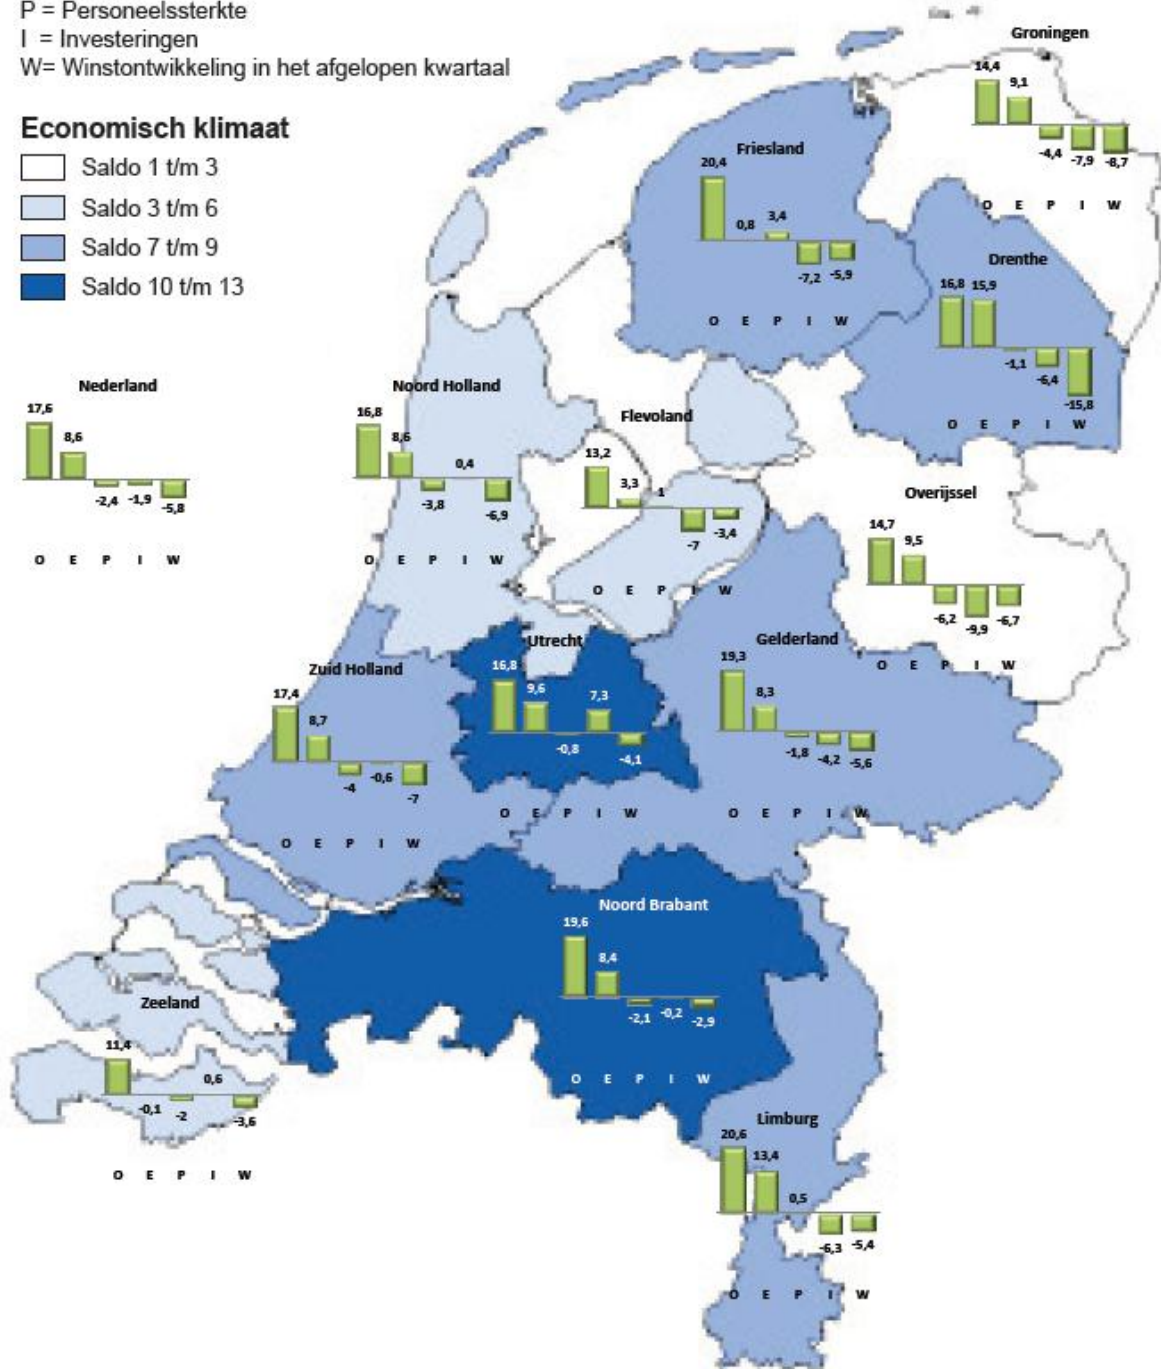 P = Personeelssterkte
I = Investeringen
W= Winstontwikkeling in het afgelopen kwartaal
Economisch klimaat
Saldo 1 t/m 3
Saldo 3 t/m 6
Saldo 7 t/m 9
Saldo 10 t/m 13
Groningen
14,4
9,1
-4,4
-7,9
-8,7
O E P I W
Friesland
20,4
0,8
3,4
-7,2
-5,9
O E P I W
Drenthe
16,8
15,9
-1,1
-6,4
-15,8
O E P I W
Nederland
17,6
8,6
-2,4
-1,9
-5,8
O E P I W
Noord Holland
16,8
8,6
-3,8
0,4
-6,9
O E P I W
Flevoland
13,2
3,3
1
-7
-3,4
O E P I W
Overijssel
14,7
9,5
-6,2
-9,9
-6,7
O E P I W
Zuid Holland
17,4
8,7
-4
-0,6
-7
O E P I W
Utrecht
16,8
9,6
-0,8
7,3
-4,1
O E P I W
Gelderland
19,3
8,3
-1,8
-4,2
-5,6
O E P I W
Noord Brabant
19,6
8,4
-2,1
-0,2
-2,9
O E P I W
Zeeland
11,4
-0,1
-2
0,6
-3,6
O E P I W
Limburg
20,6
13,4
0,5
-6,3
-5,4
O E P I W